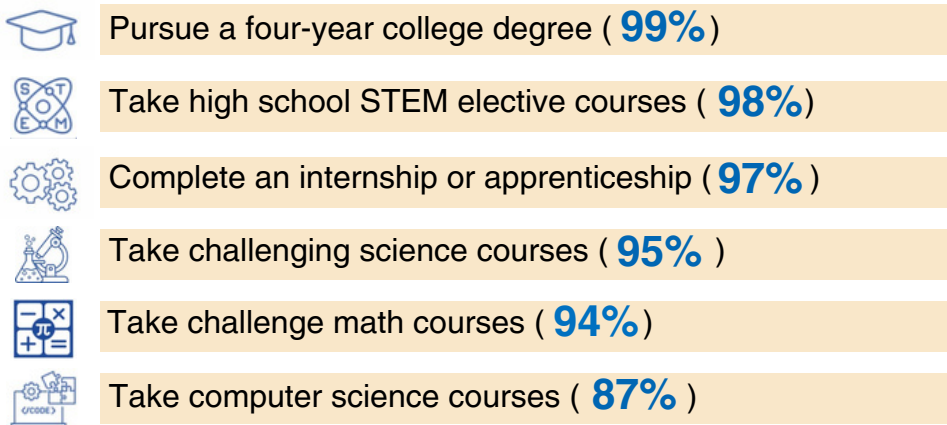 Pursue a four-year college degree ( 99%)
S T E M
Take high school STEM elective courses ( 98%)
Complete an internship or apprenticeship (97%)
Take challenging science courses ( 95% )
− × π + =
Take challenge math courses ( 94%)
</CODE>
Take computer science courses ( 87% )